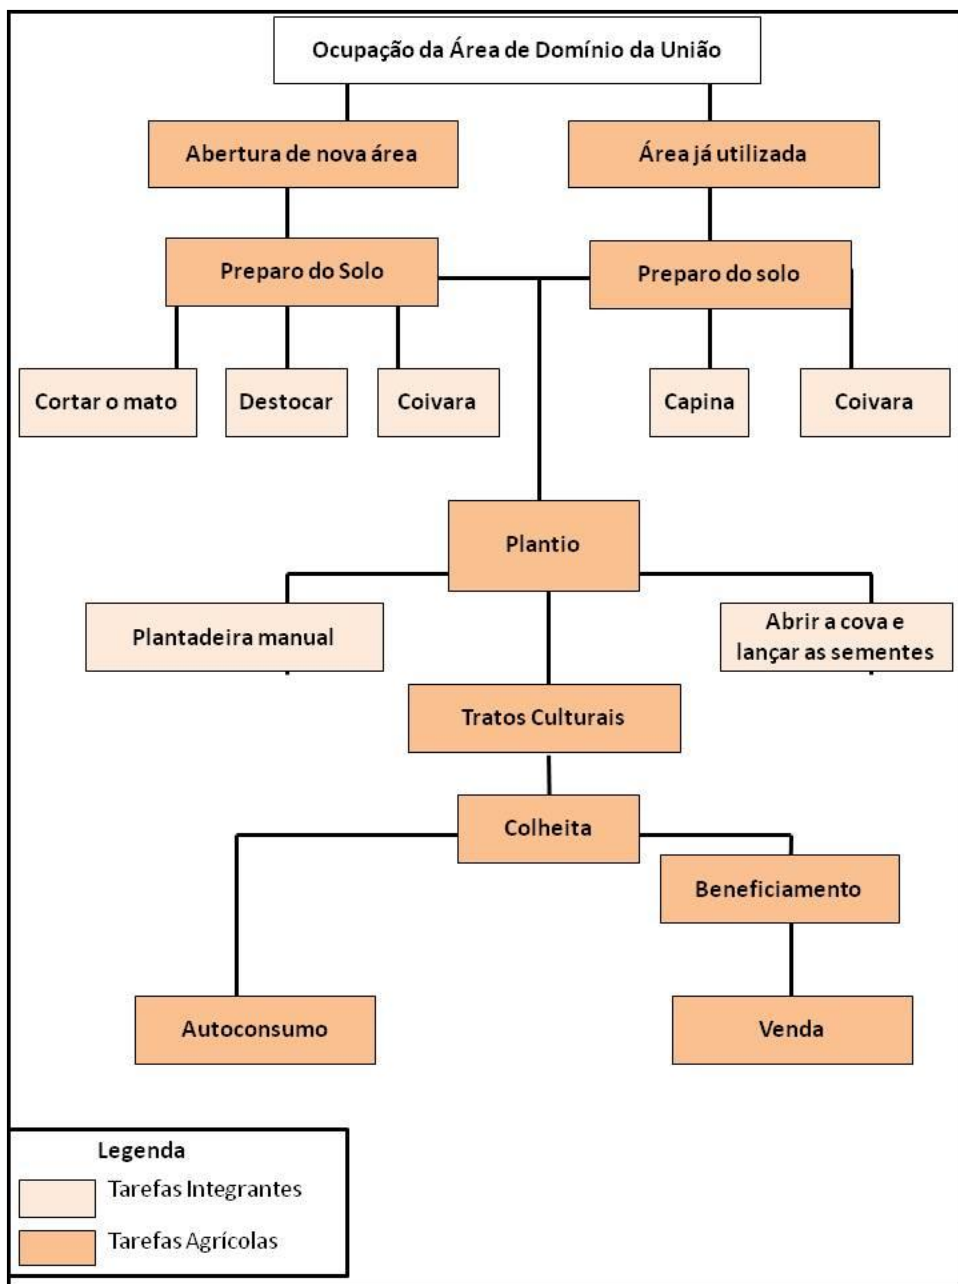 Ocupação da Área de Domínio da União
Abertura de nova área
Área já utilizada
Preparo do Solo
Preparo do solo
Cortar o mato
Destocar
Coivara
Capina
Coivara
Plantio
Plantadeira manual
Abrir a cova e
lançar as sementes
Tratos Culturais
Colheita
Beneficiamento
Autoconsumo
Venda
Legenda
Tarefas Integrantes
Tarefas Agrícolas